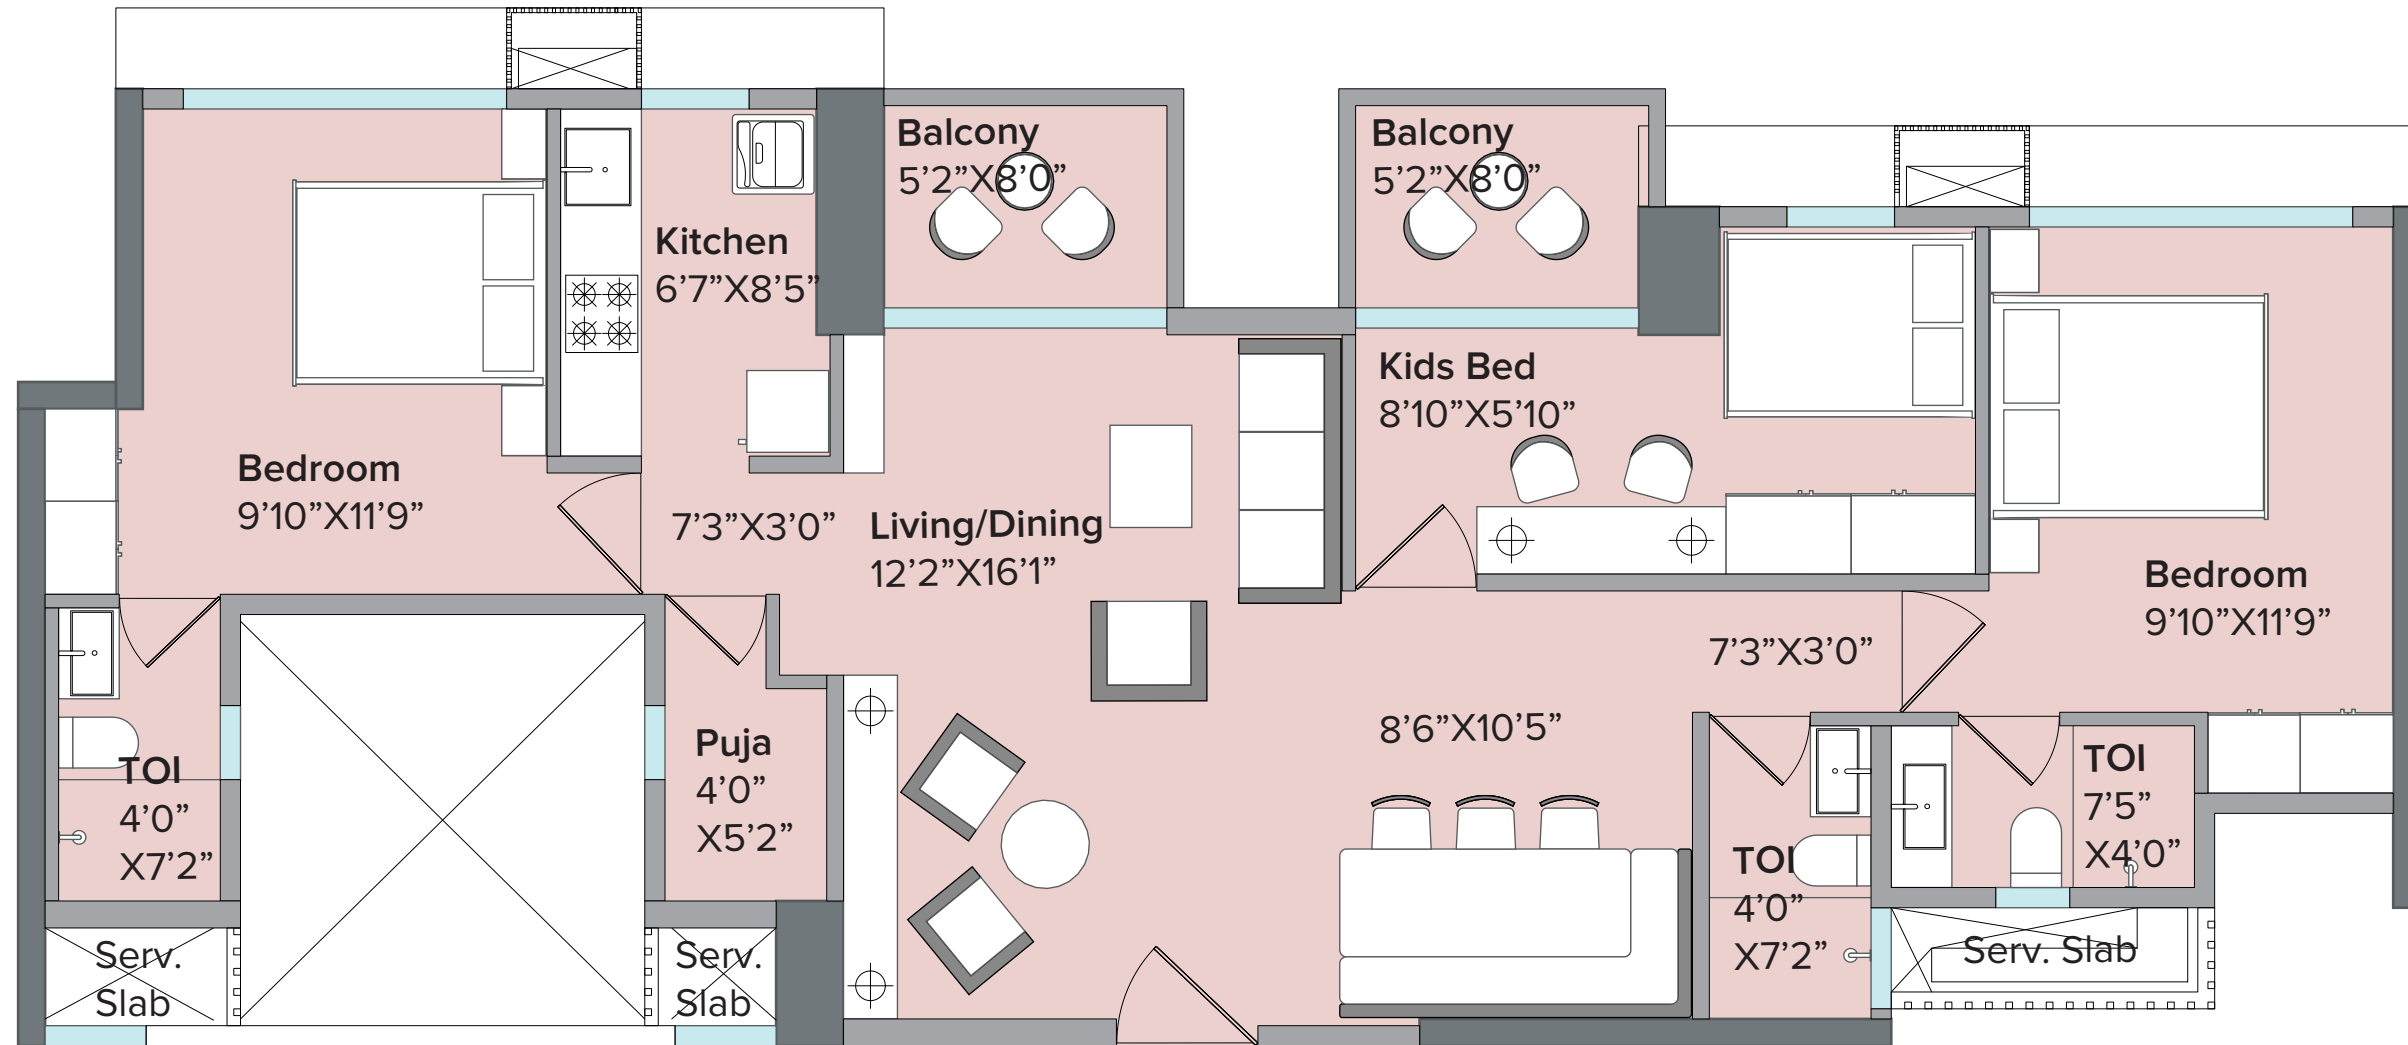 Balcony
5’2”X8’0”
Balcony
5’2”X8’0”
Kitchen
6’7”X8’5”
Kids Bed
8’10”X5’10”
Bedroom
9’10”X11’9”
7’3”X3’0”
Living/Dining
12’2”X16’1”
Bedroom
9’10”X11’9”
7’3”X3’0”
8’6”X10’5”
TOI
4’0”
X7’2”
Puja
4’0”
X5’2”
TOI
4’0”
X7’2”
TOI
7’5”
X4’0”
Serv.
Slab
Serv.
Slab
Serv. Slab